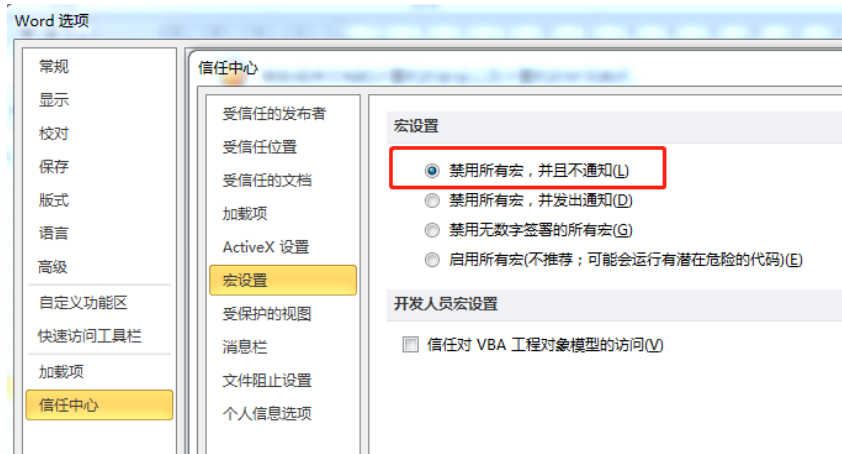 Word 选项
常规
显示
校对
保存
版式
语言
高级
自定义功能区
快速访问工具栏
加载项
信任中心
信任中心
受信任的发布者
受信任位置
受信任的文档
加载项
ActiveX 设置
宏设置
受保护的视图
消息栏
文件阻止设置
个人信息选项
宏设置
禁用所有宏，并且不通知(L)
禁用所有宏，并发出通知(D)
禁用无数字签署的所有宏(G)
启用所有宏(不推荐；可能会运行有潜在危险的代码)(E)
开发人员宏设置
信任对 VBA 工程对象模型的访问(V)